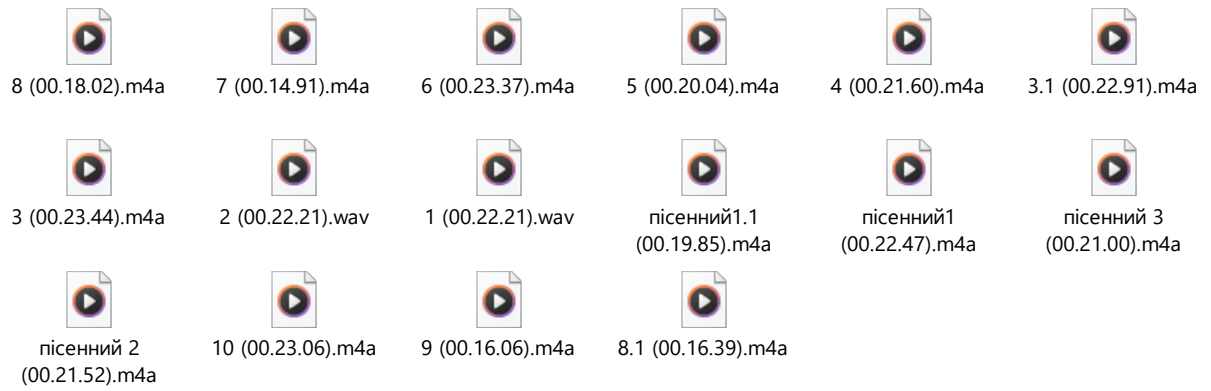 8 (00.18.02).m4a
7 (00.14.91).m4a
6 (00.23.37).m4a
5 (00.20.04).m4a
4 (00.21.60).m4a
3.1 (00.22.91).m4a
3 (00.23.44).m4a
2 (00.22.21).wav
1 (00.22.21).wav
пісенний1.1
(00.19.85).m4a
пісенний1
(00.22.47).m4a
пісенний 3
(00.21.00).m4a
пісенний 2
(00.21.52).m4a
10 (00.23.06).m4a
9 (00.16.06).m4a
8.1 (00.16.39).m4a